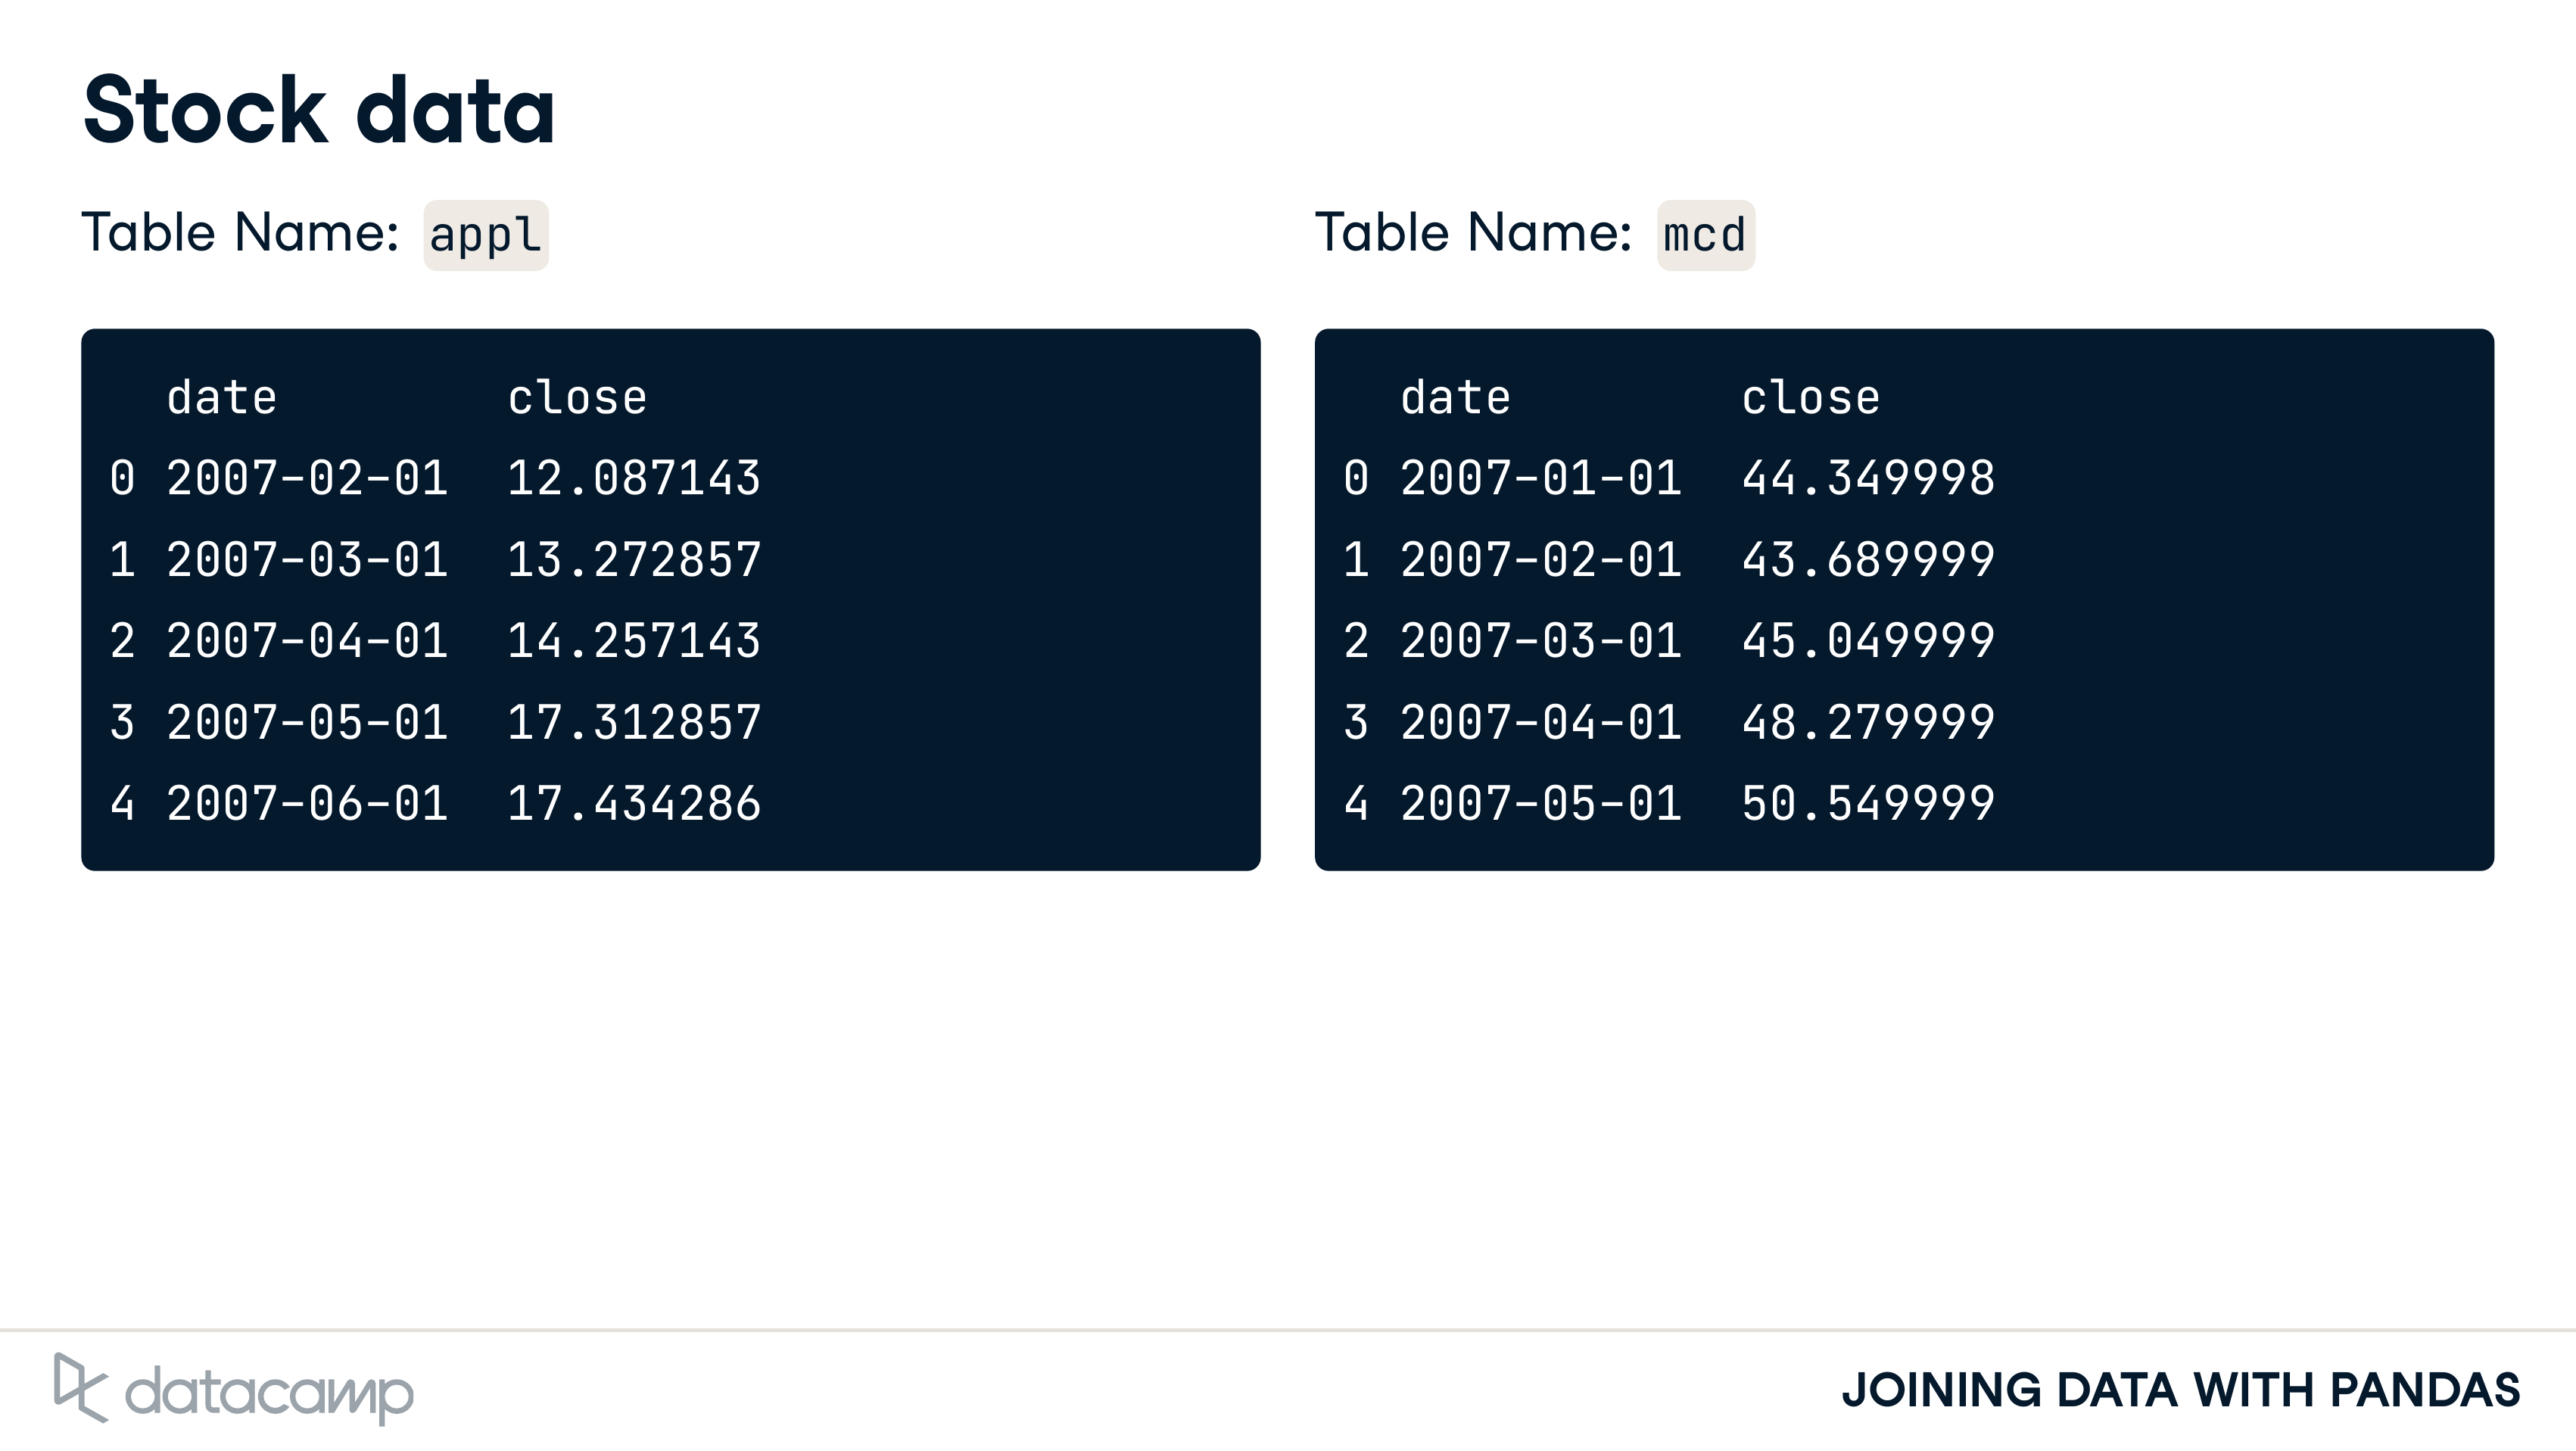 Stock data
Table Name: appl
date close
0 2007-02-01 12.087143
1 2007-03-01 13.272857
2 2007-04-01 14.257143
3 2007-05-01 17.312857
4 2007-06-01 17.434286
Table Name: mcd
date close
0 2007-01-01 44.349998
1 2007-02-01 43.689999
2 2007-03-01 45.049999
3 2007-04-01 48.279999
4 2007-05-01 50.549999
datacamp
JOINING DATA WITH PANDAS